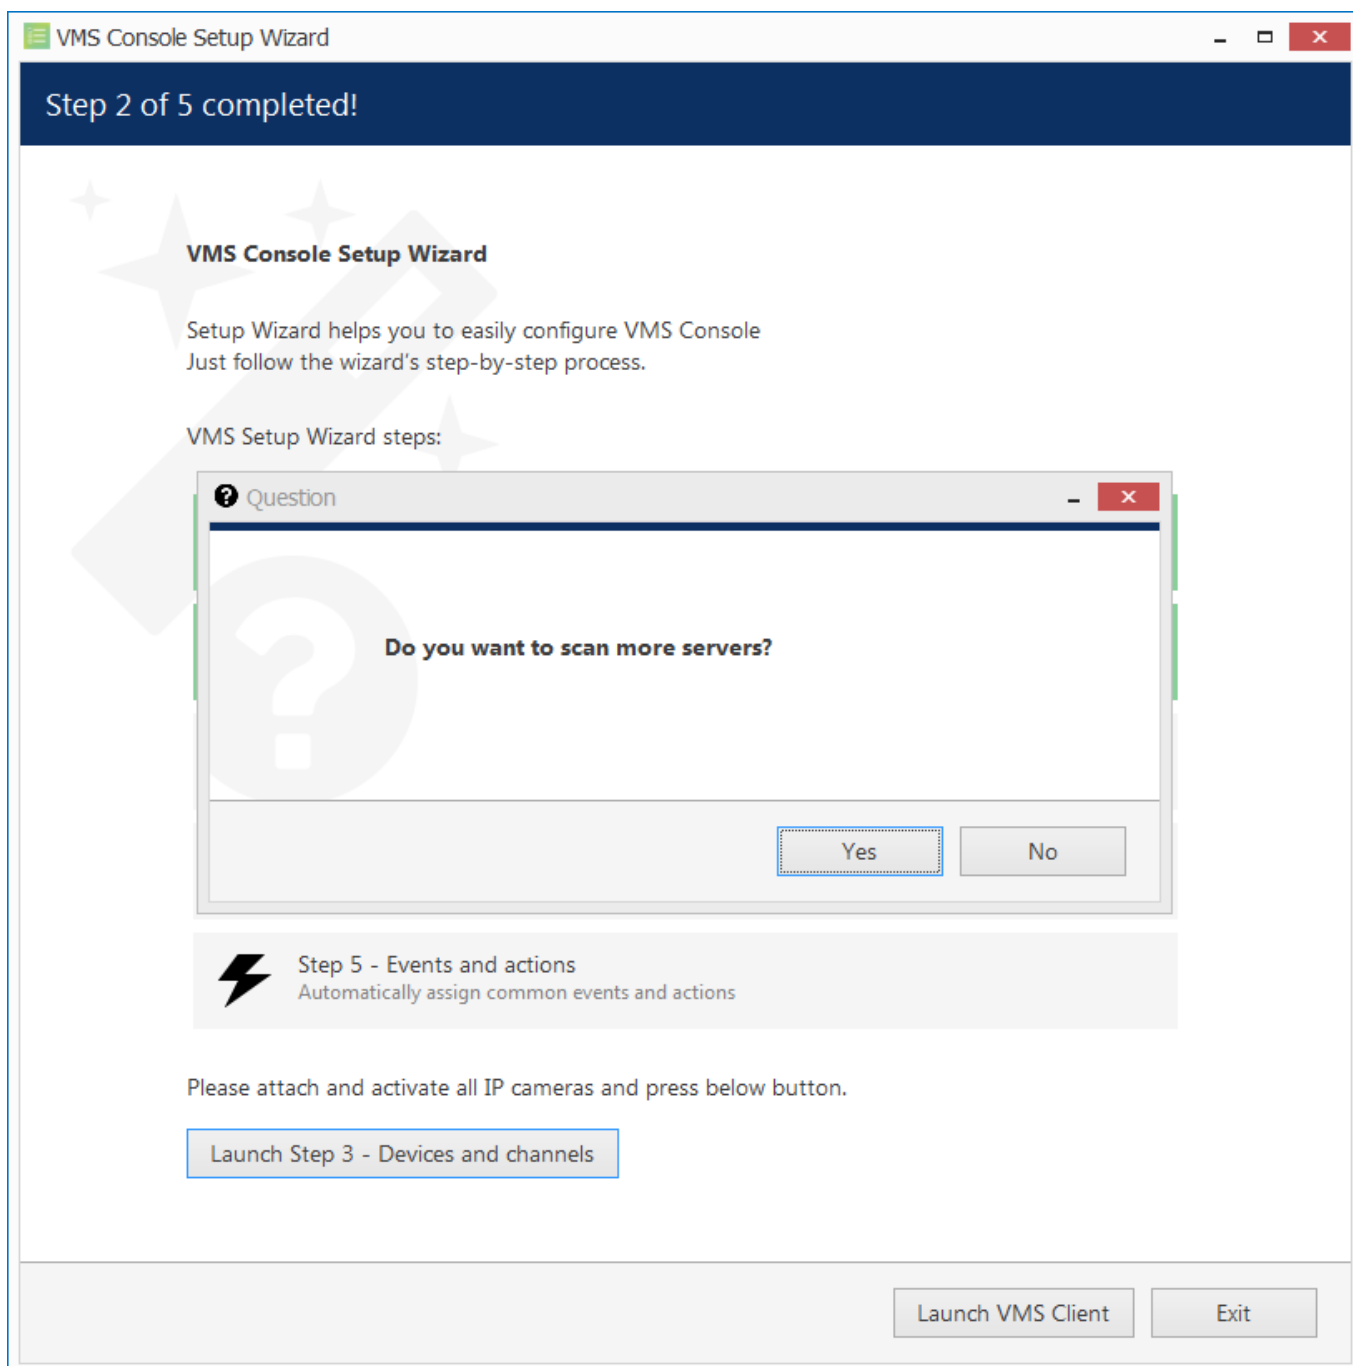 VMS Console Setup Wizard
Step 2 of 5 completed!
VMS Console Setup Wizard
Setup Wizard helps you to easily configure VMS Console
Just follow the wizard's step-by-step process.
VMS Setup Wizard steps:
Question
Do you want to scan more servers?
Yes
No
Step 5 - Events and actions
Automatically assign common events and actions
Please attach and activate all IP cameras and press below button.
Launch Step 3 - Devices and channels
Launch VMS Client
Exit